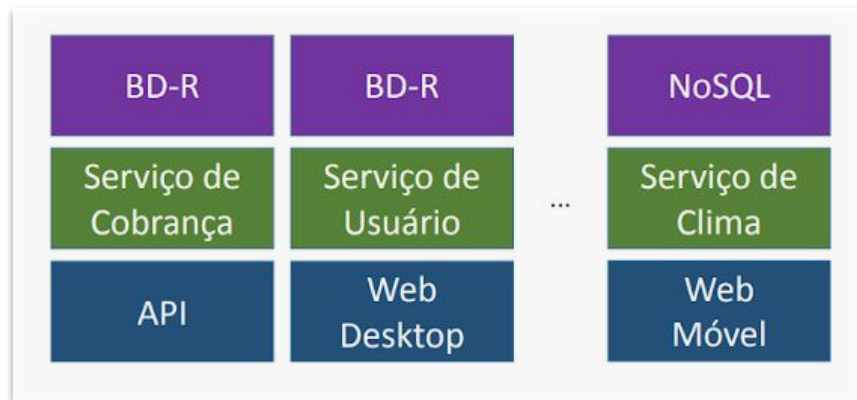 BD-R
BD-R
NoSQL
Serviço de
Cobrança
Serviço de
Usuário
...
Serviço de
Clima
API
Web
Desktop
Web
Móvel